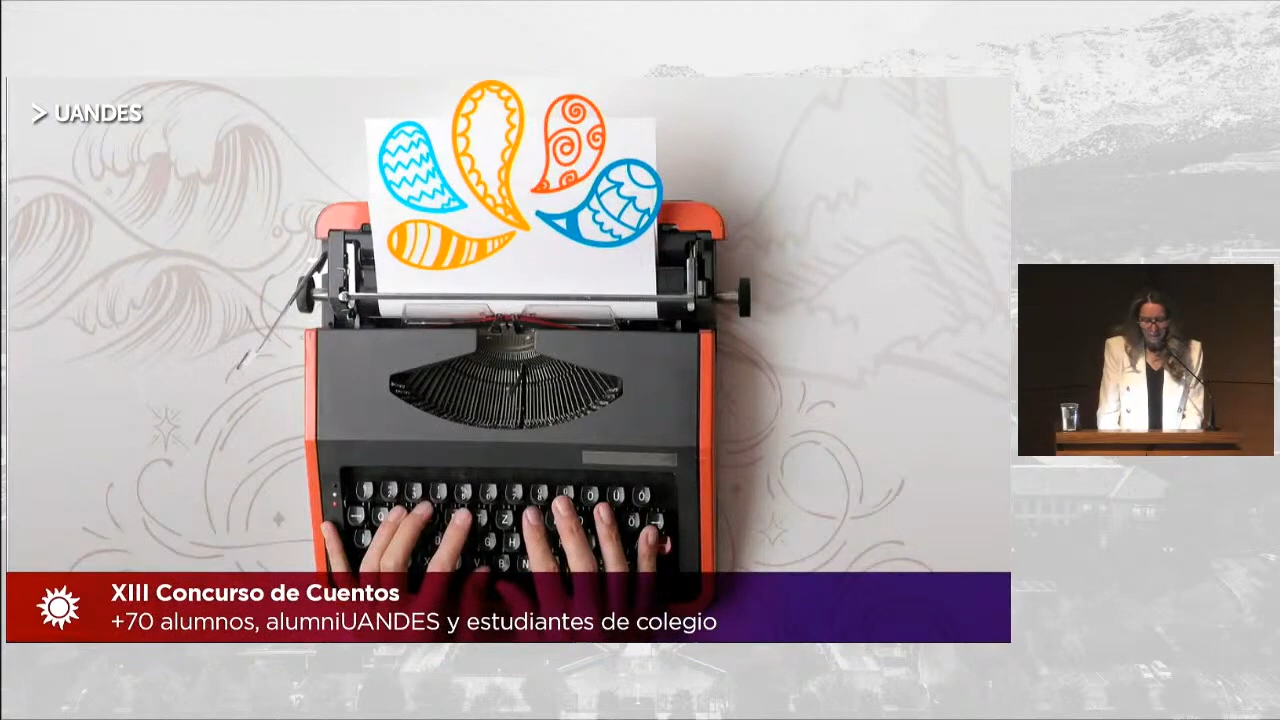 > UANDES
XIII Concurso de Cuentos
+70 alumnos, alumniUANDES y estudiantes de colegio